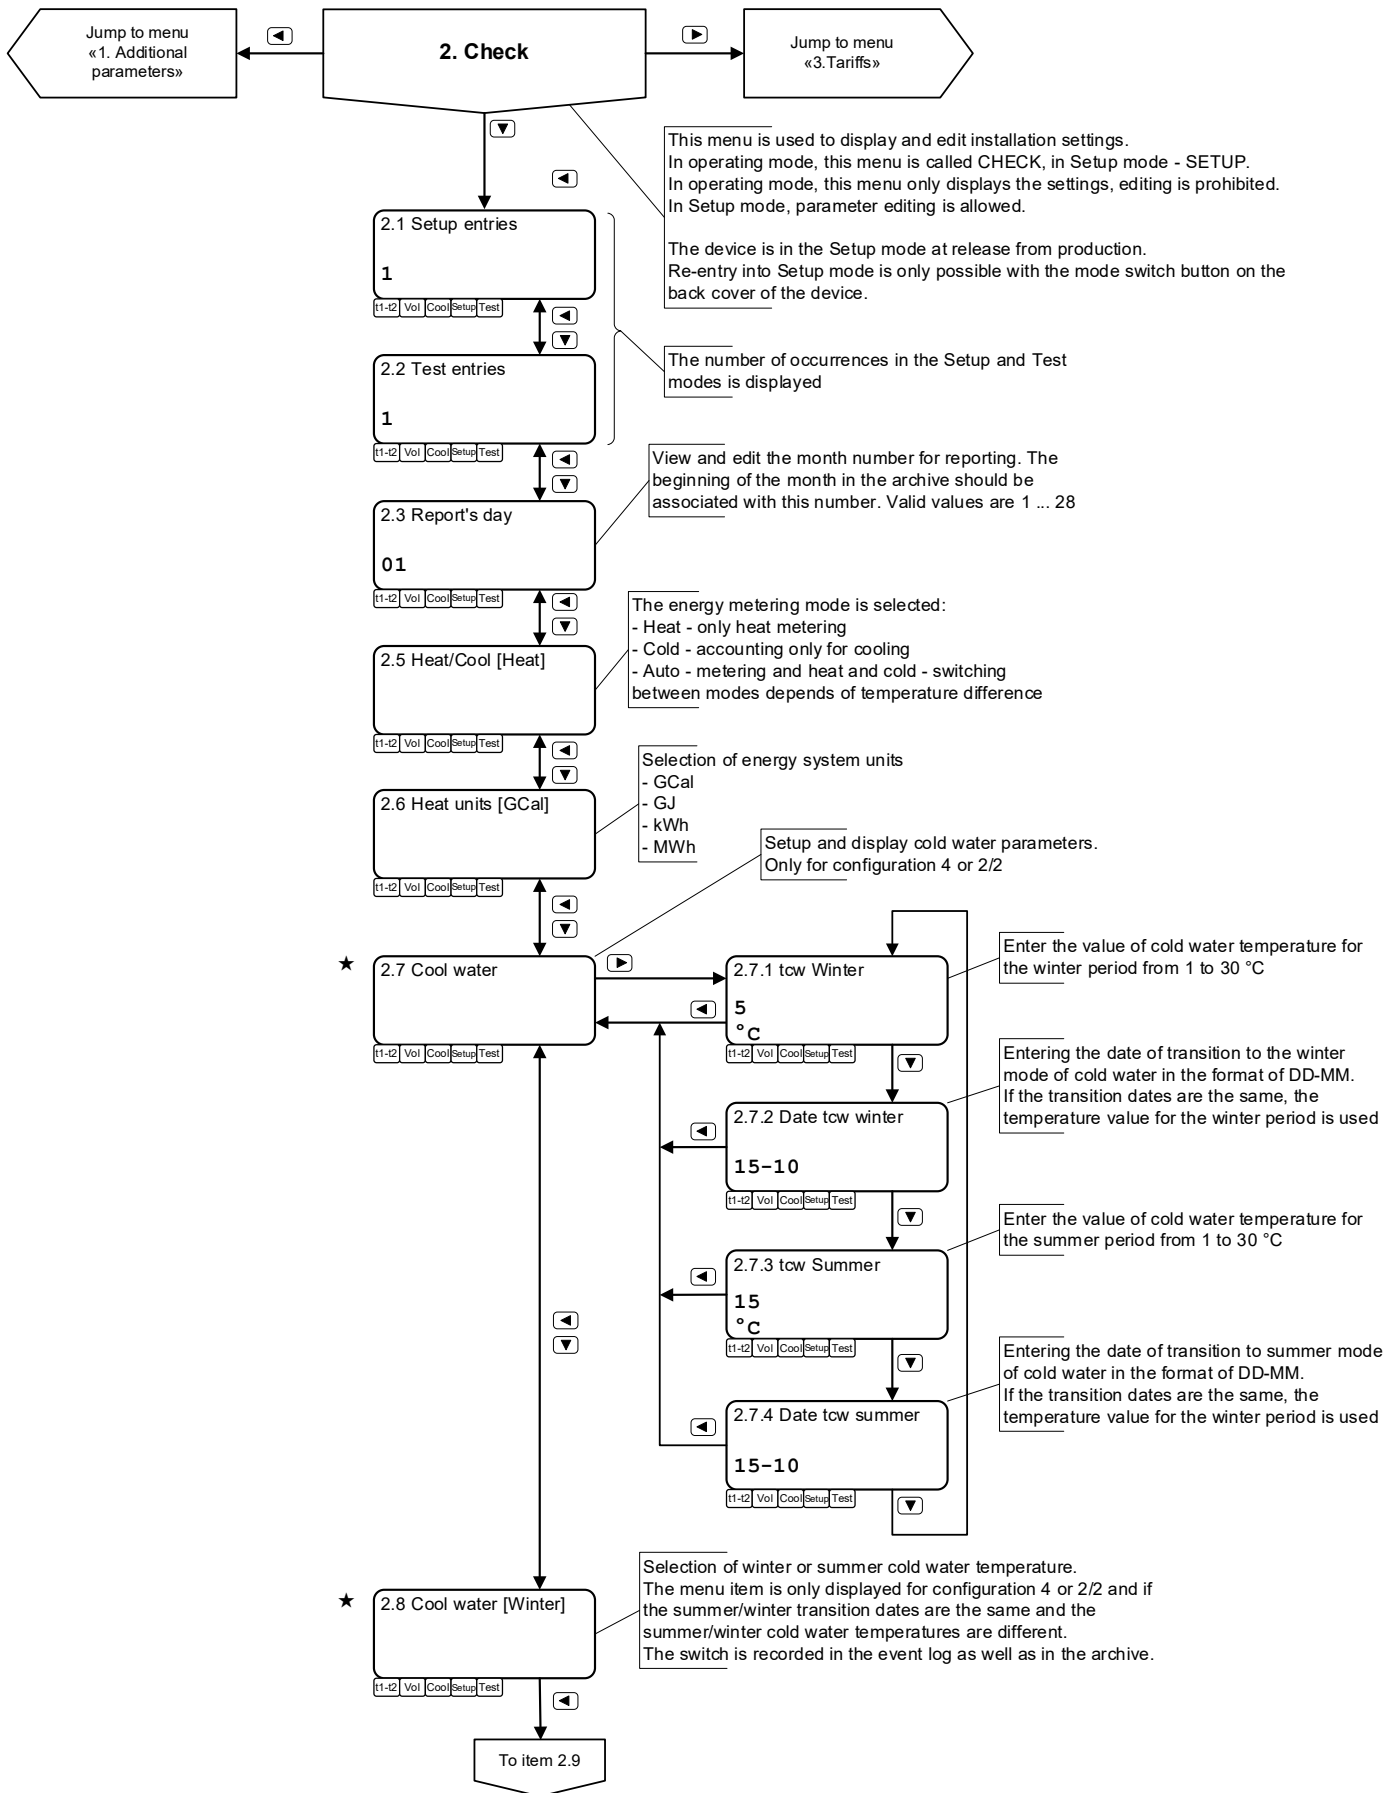 Jump to menu
«1. Additional
parameters»
2. Check
Jump to menu
«3.Tariffs»
This menu is used to display and edit installation settings.
In operating mode, this menu is called CHECK, in Setup mode - SETUP.
In operating mode, this menu only displays the settings, editing is prohibited.
In Setup mode, parameter editing is allowed.
The device is in the Setup mode at release from production.
Re-entry into Setup mode is only possible with the mode switch button on the
back cover of the device.
2.1 Setup entries
1
t1-t2 Vol Cool Setup Test
The number of occurrences in the Setup and Test
modes is displayed
2.2 Test entries
1
t1-t2 Vol Cool Setup Test
View and edit the month number for reporting. The
beginning of the month in the archive should be
associated with this number. Valid values are 1 ... 28
2.3 Report's day
01
t1-t2 Vol Cool Setup Test
The energy metering mode is selected:
- Heat - only heat metering
- Cold - accounting only for cooling
- Auto - metering and heat and cold - switching
between modes depends of temperature difference
2.5 Heat/Cool [Heat]
t1-t2 Vol Cool Setup Test
Selection of energy system units
- GCal
- GJ
- kWh
- MWh
2.6 Heat units [GCal]
t1-t2 Vol Cool Setup Test
Setup and display cold water parameters.
Only for configuration 4 or 2/2
2.7 Cool water
t1-t2 Vol Cool Setup Test
2.7.1 tcw Winter
5
°C
t1-t2 Vol Cool Setup Test
Enter the value of cold water temperature for
the winter period from 1 to 30 °C
Entering the date of transition to the winter
mode of cold water in the format of DD-MM.
If the transition dates are the same, the
temperature value for the winter period is used
2.7.2 Date tcw winter
15-10
t1-t2 Vol Cool Setup Test
Enter the value of cold water temperature for
the summer period from 1 to 30 °C
2.7.3 tcw Summer
15
°C
t1-t2 Vol Cool Setup Test
Entering the date of transition to summer mode
of cold water in the format of DD-MM.
If the transition dates are the same, the
temperature value for the winter period is used
2.7.4 Date tcw summer
15-10
t1-t2 Vol Cool Setup Test
Selection of winter or summer cold water temperature.
The menu item is only displayed for configuration 4 or 2/2 and if
the summer/winter transition dates are the same and the
summer/winter cold water temperatures are different.
The switch is recorded in the event log as well as in the archive.
2.8 Cool water [Winter]
t1-t2 Vol Cool Setup Test
To item 2.9